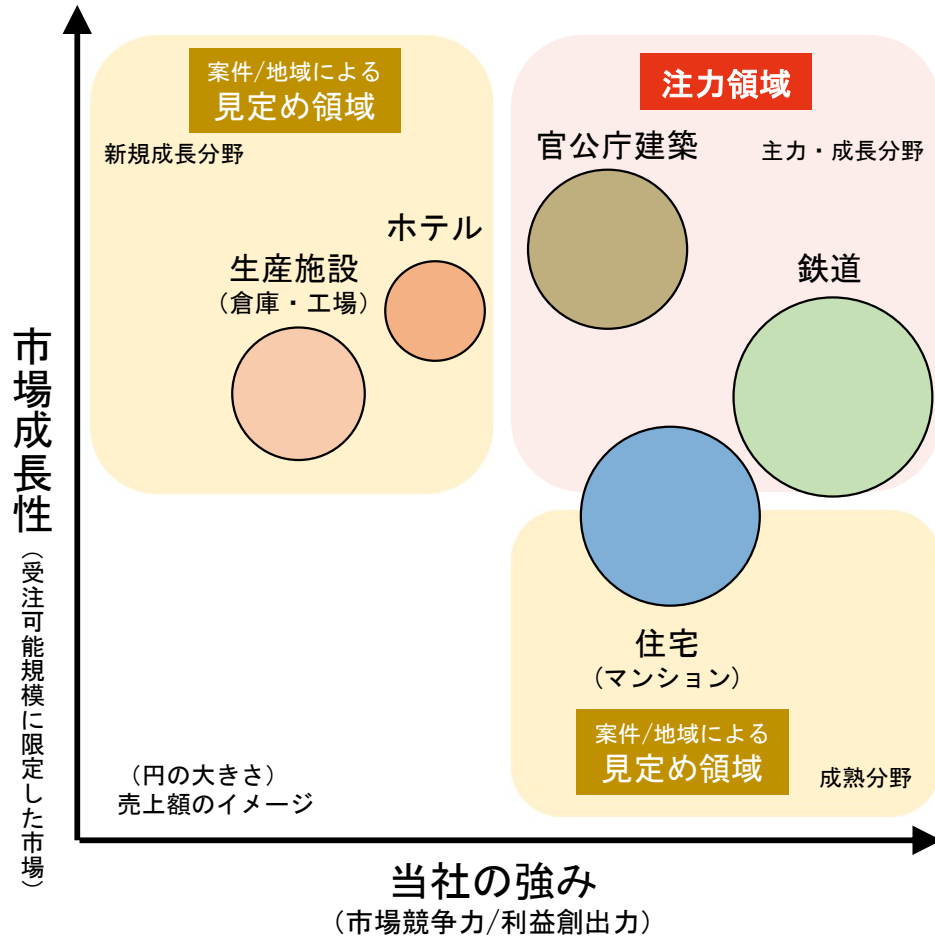 案件/地域による
見定め領域
新規成長分野
ホテル
生産施設
（倉庫・工場）
注力領域
官公庁建築
主力・成長分野
鉄道
住宅
（マンション）
案件/地域による
見定め領域
成熟分野
（円の大きさ）
売上額のイメージ
市場成長性
（受注可能規模に限定した市場）
当社の強み
（市場競争力/利益創出力）